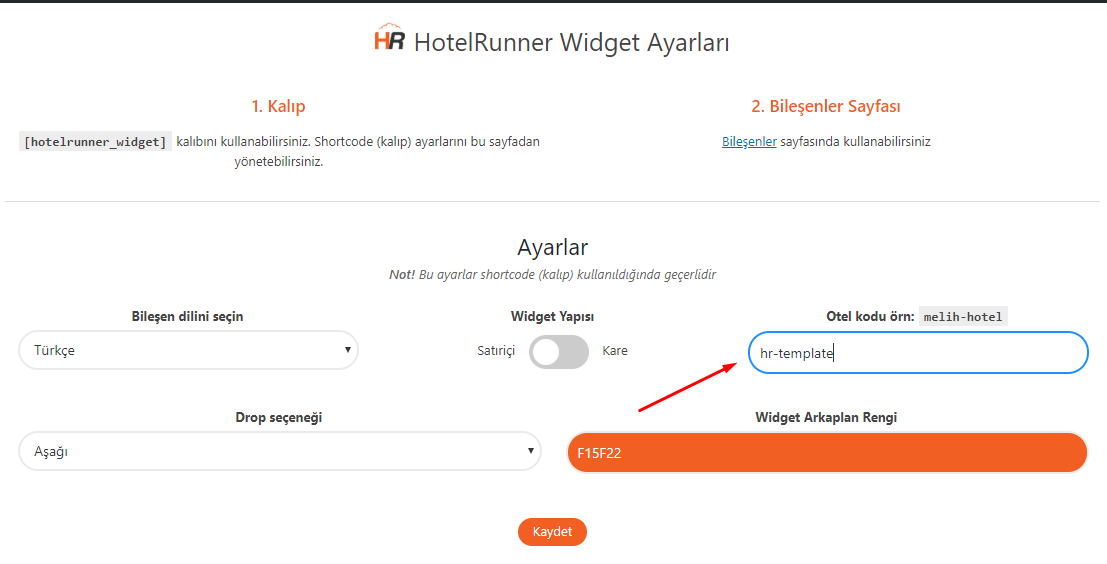 HR HotelRunner Widget Ayarları
1. Kalıp
[hotelrunner_widget] kalıbını kullanabilirsiniz. Shortcode (kalıp) ayarlarını bu sayfadan
yönetebilirsiniz.
2. Bileşenler Sayfası
Bileşenler sayfasında kullanabilirsiniz
Ayarlar
Not! Bu ayarlar shortcode (kalıp) kullanıldığında geçerlidir
Bileşen dilini seçin
Türkçe
Widget Yapısı
Satıriçi Kare
Otel kodu örn: melih-hotel
hr-template
Drop seçeneği
Aşağı
Widget Arkaplan Rengi
F15F22
Kaydet